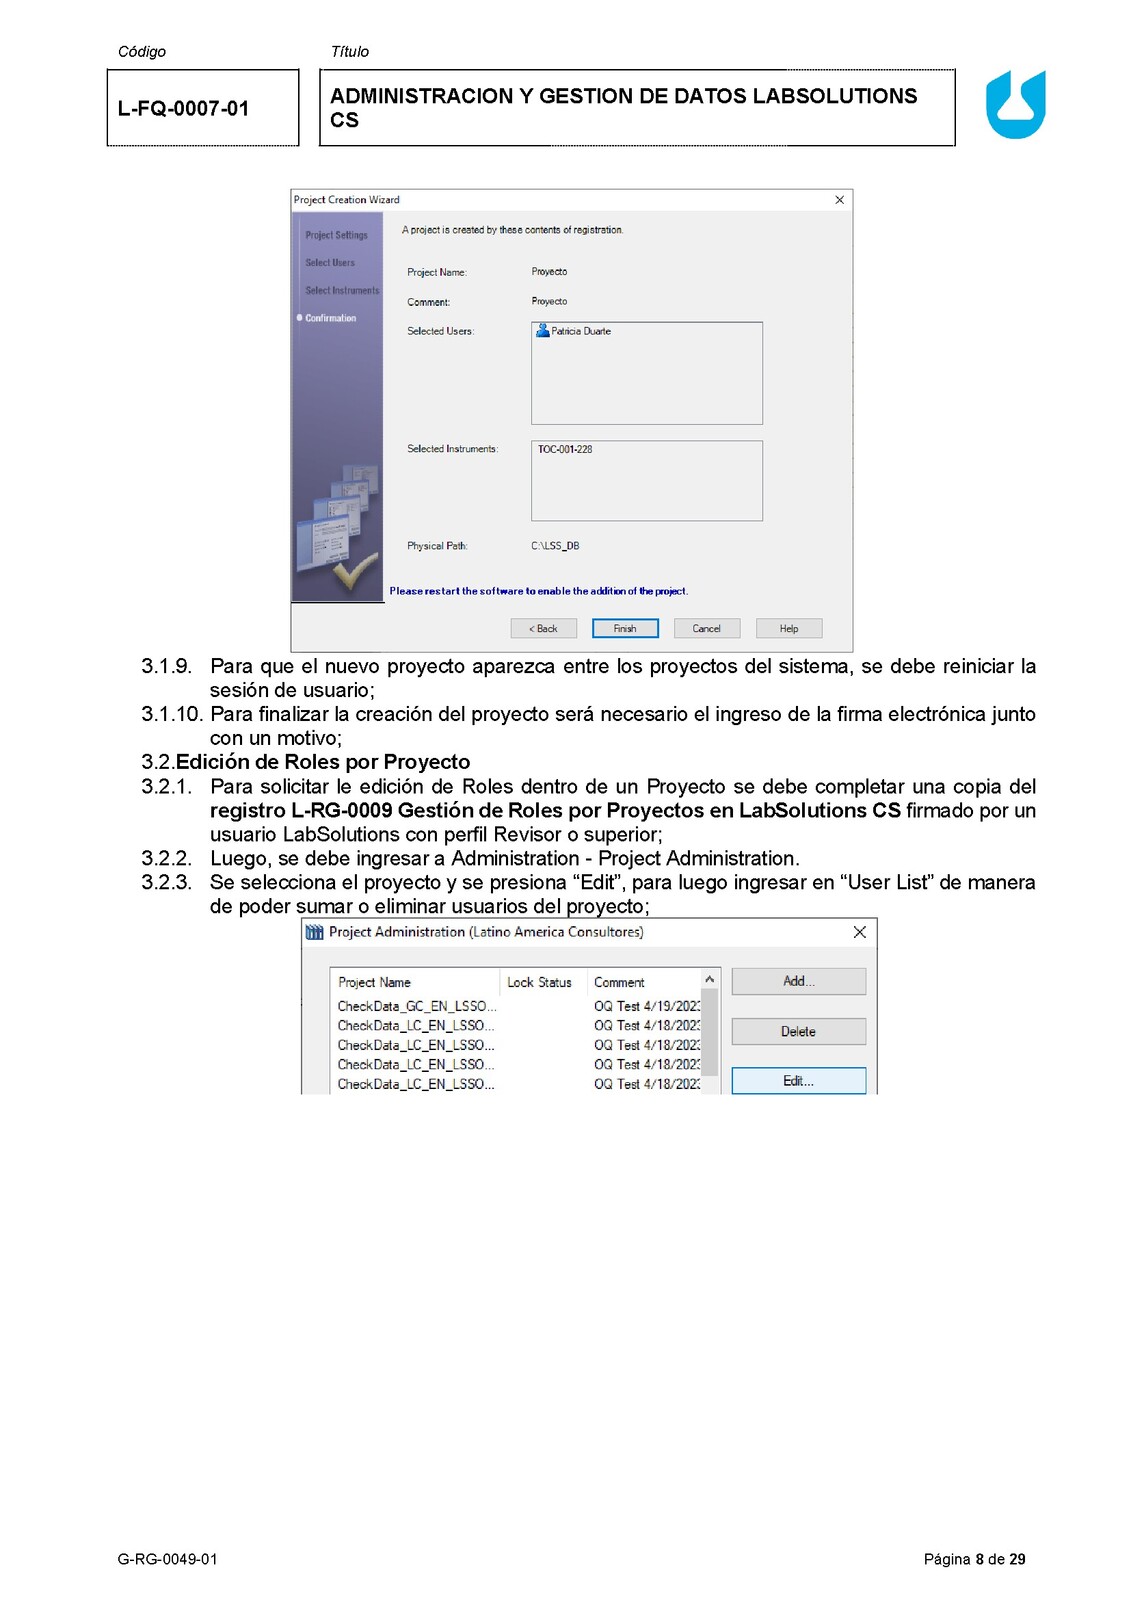 Código
Título
L-FQ-0007-01
ADMINISTRACION Y GESTION DE DATOS LABSOLUTIONS
CS
Project Creation Wizard
Project Settings
Select Users
Select Instruments
Confirmation
A project is created by these contents of registration.
Project Name: Proyecto
Comment: Proyecto
Selected Users: Patricia Duarte
Selected Instruments: TOC-001-228
Physical Path: C:\LSS_DB
Please restart the software to enable the addition of the project.
< Back Finish Cancel Help
3.1.9. Para que el nuevo proyecto aparezca entre los proyectos del sistema, se debe reiniciar la
sesión de usuario;
3.1.10. Para finalizar la creación del proyecto será necesario el ingreso de la firma electrónica junto
con un motivo;
3.2.Edición de Roles por Proyecto
3.2.1. Para solicitar le edición de Roles dentro de un Proyecto se debe completar una copia del
registro L-RG-0009 Gestión de Roles por Proyectos en LabSolutions CS firmado por un
usuario LabSolutions con perfil Revisor o superior;
3.2.2. Luego, se debe ingresar a Administration - Project Administration.
3.2.3. Se selecciona el proyecto y se presiona “Edit”, para luego ingresar en “User List” de manera
de poder sumar o eliminar usuarios del proyecto;
Project Administration (Latino America Consultores)
Project Name Lock Status Comment
CheckData_GC_EN_LSSO... OQ Test 4/19/2023
CheckData_LC_EN_LSSO... OQ Test 4/18/2023
CheckData_LC_EN_LSSO... OQ Test 4/18/2023
CheckData_LC_EN_LSSO... OQ Test 4/18/2023
CheckData_LC_EN_LSSO... OQ Test 4/18/2023
Add...
Delete
Edit...
G-RG-0049-01
Página 8 de 29